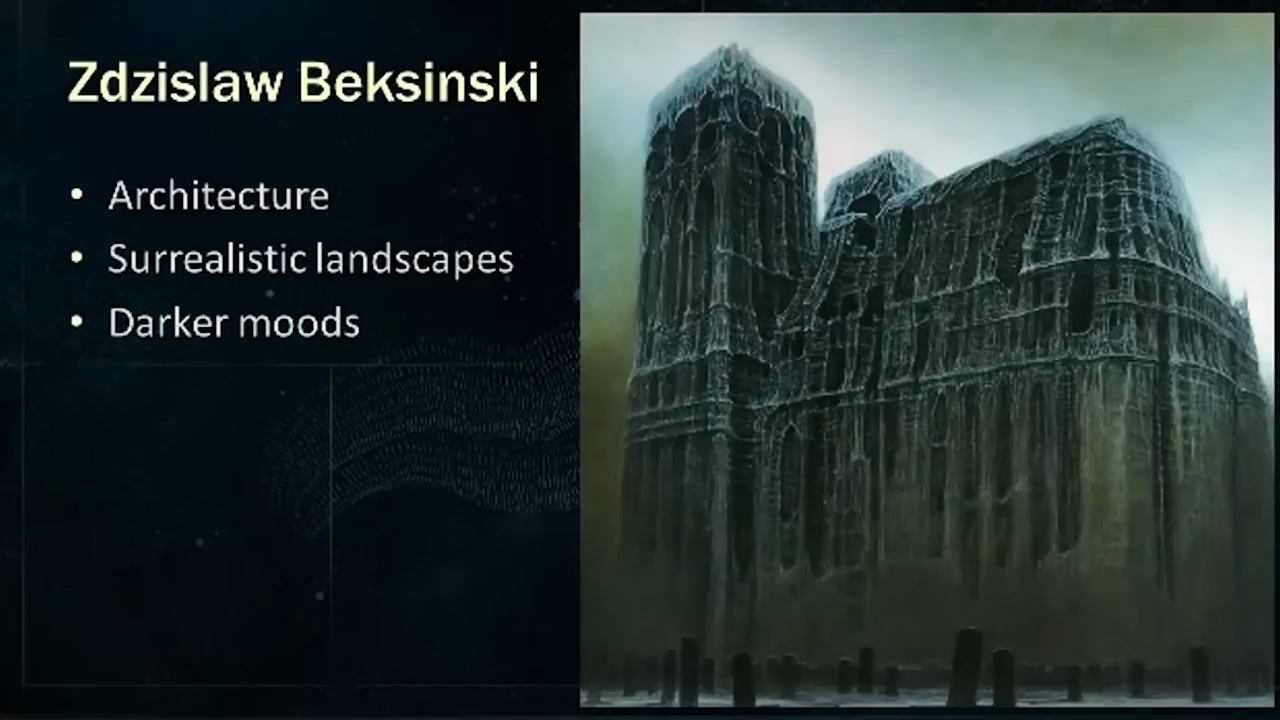 Zdzislaw Beksinski
• Architecture
• Surrealistic landscapes
• Darker moods